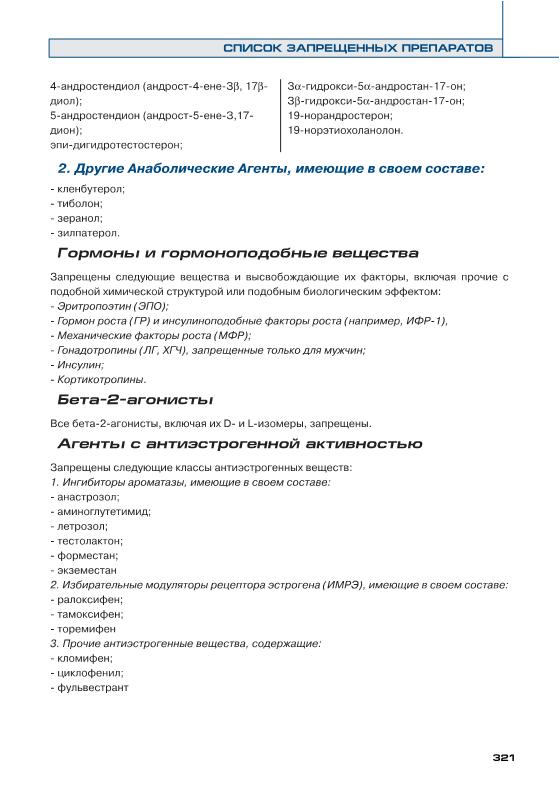 СПИСОК ЗАПРЕЩЕННЫХ ПРЕПАРАТОВ
4-андростендиол (андрост-4-ене-3β, 17β-
диол);
5-андростендион (андрост-5-ене-3,17-
дион);
эпи-дигидротестостерон;
3α-гидрокси-5α-андростан-17-он;
3β-гидрокси-5α-андростан-17-он;
19-норандростерон;
19-норэтиохоланолон.
2. Другие Анаболические Агенты, имеющие в своем составе:
- кленбутерол;
- тиболон;
- зеранол;
- зилпатерол.
Гормоны и гормоноподобные вещества
Запрещены следующие вещества и высвобождающие их факторы, включая прочие с
подобной химической структурой или подобным биологическим эффектом:
- Эритропоэтин (ЭПО);
- Гормон роста (ГР) и инсулиноподобные факторы роста (например, ИФР-1),
- Механические факторы роста (МФР);
- Гонадотропины (ЛГ, ХГЧ), запрещенные только для мужчин;
- Инсулин;
- Кортикотропины.
Бета-2-агонисты
Все бета-2-агонисты, включая их D- и L-изомеры, запрещены.
Агенты с антиэстрогенной активностью
Запрещены следующие классы антиэстрогенных веществ:
1. Ингибиторы ароматазы, имеющие в своем составе:
- анастрозол;
- аминоглутетимид;
- летрозол;
- тестолактон;
- форместан;
- экземестан
2. Избирательные модуляторы рецептора эстрогена (ИМРЭ), имеющие в своем составе:
- ралоксифен;
- тамоксифен;
- торемифен
3. Прочие антиэстрогенные вещества, содержащие:
- кломифен;
- циклофенил;
- фульвестрант
321